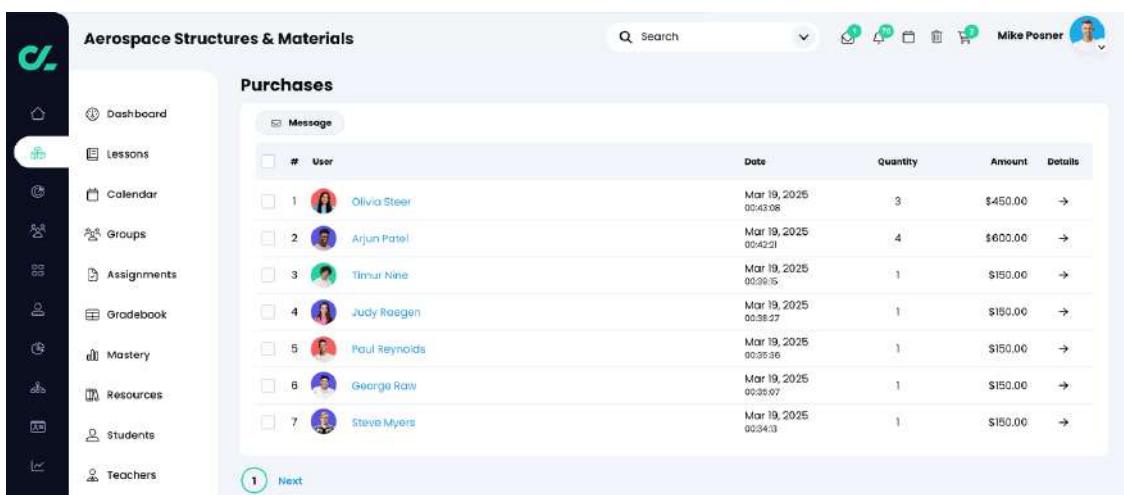 Aerospace Structures & Materials
Search
Mike Posner
Purchases
Dashboard
Lessons
Calendar
Groups
Assignments
Gradebook
Mastery
Resources
Students
Teachers
Message
# User Date Quantity Amount Details
1 Olivia Steer Mar 19, 2025 3 $450.00
00:43:08
2 Arjun Patel Mar 19, 2025 4 $600.00
00:42:21
3 Timur Nine Mar 19, 2025 1 $150.00
00:39:15
4 Judy Raegen Mar 19, 2025 1 $150.00
00:38:27
5 Paul Reynolds Mar 19, 2025 1 $150.00
00:35:36
6 George Raw Mar 19, 2025 1 $150.00
00:35:07
7 Steve Myers Mar 19, 2025 1 $150.00
00:34:13
1 Next